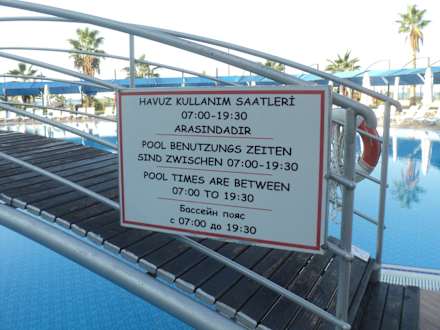 HAVUZ KULLANIM SAATLERİ
07:00-19:30
ARASINDADIR
POOL BENUTZUNGS ZEITEN
SIND ZWISCHEN 07:00-19:30
POOL TIMES ARE BETWEEN
07:00 TO 19:30
Бассейн пояс
с 07:00 до 19:30